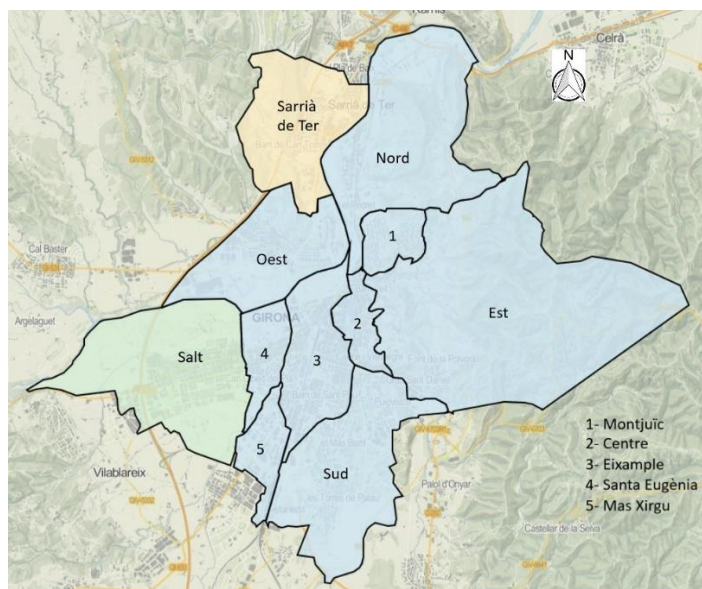 N
Celrà
Sarrià
de Ter
Nord
Cal Baster
1
Oest
Est
Argelaguet
GIRONA
2
Salt
4
3
5
Vilablareix
Sud
Palol d'Onyar
Castellar de la Selva
1- Montjuïc
2- Centre
3- Eixample
4- Santa Eugènia
5- Mas Xirgu